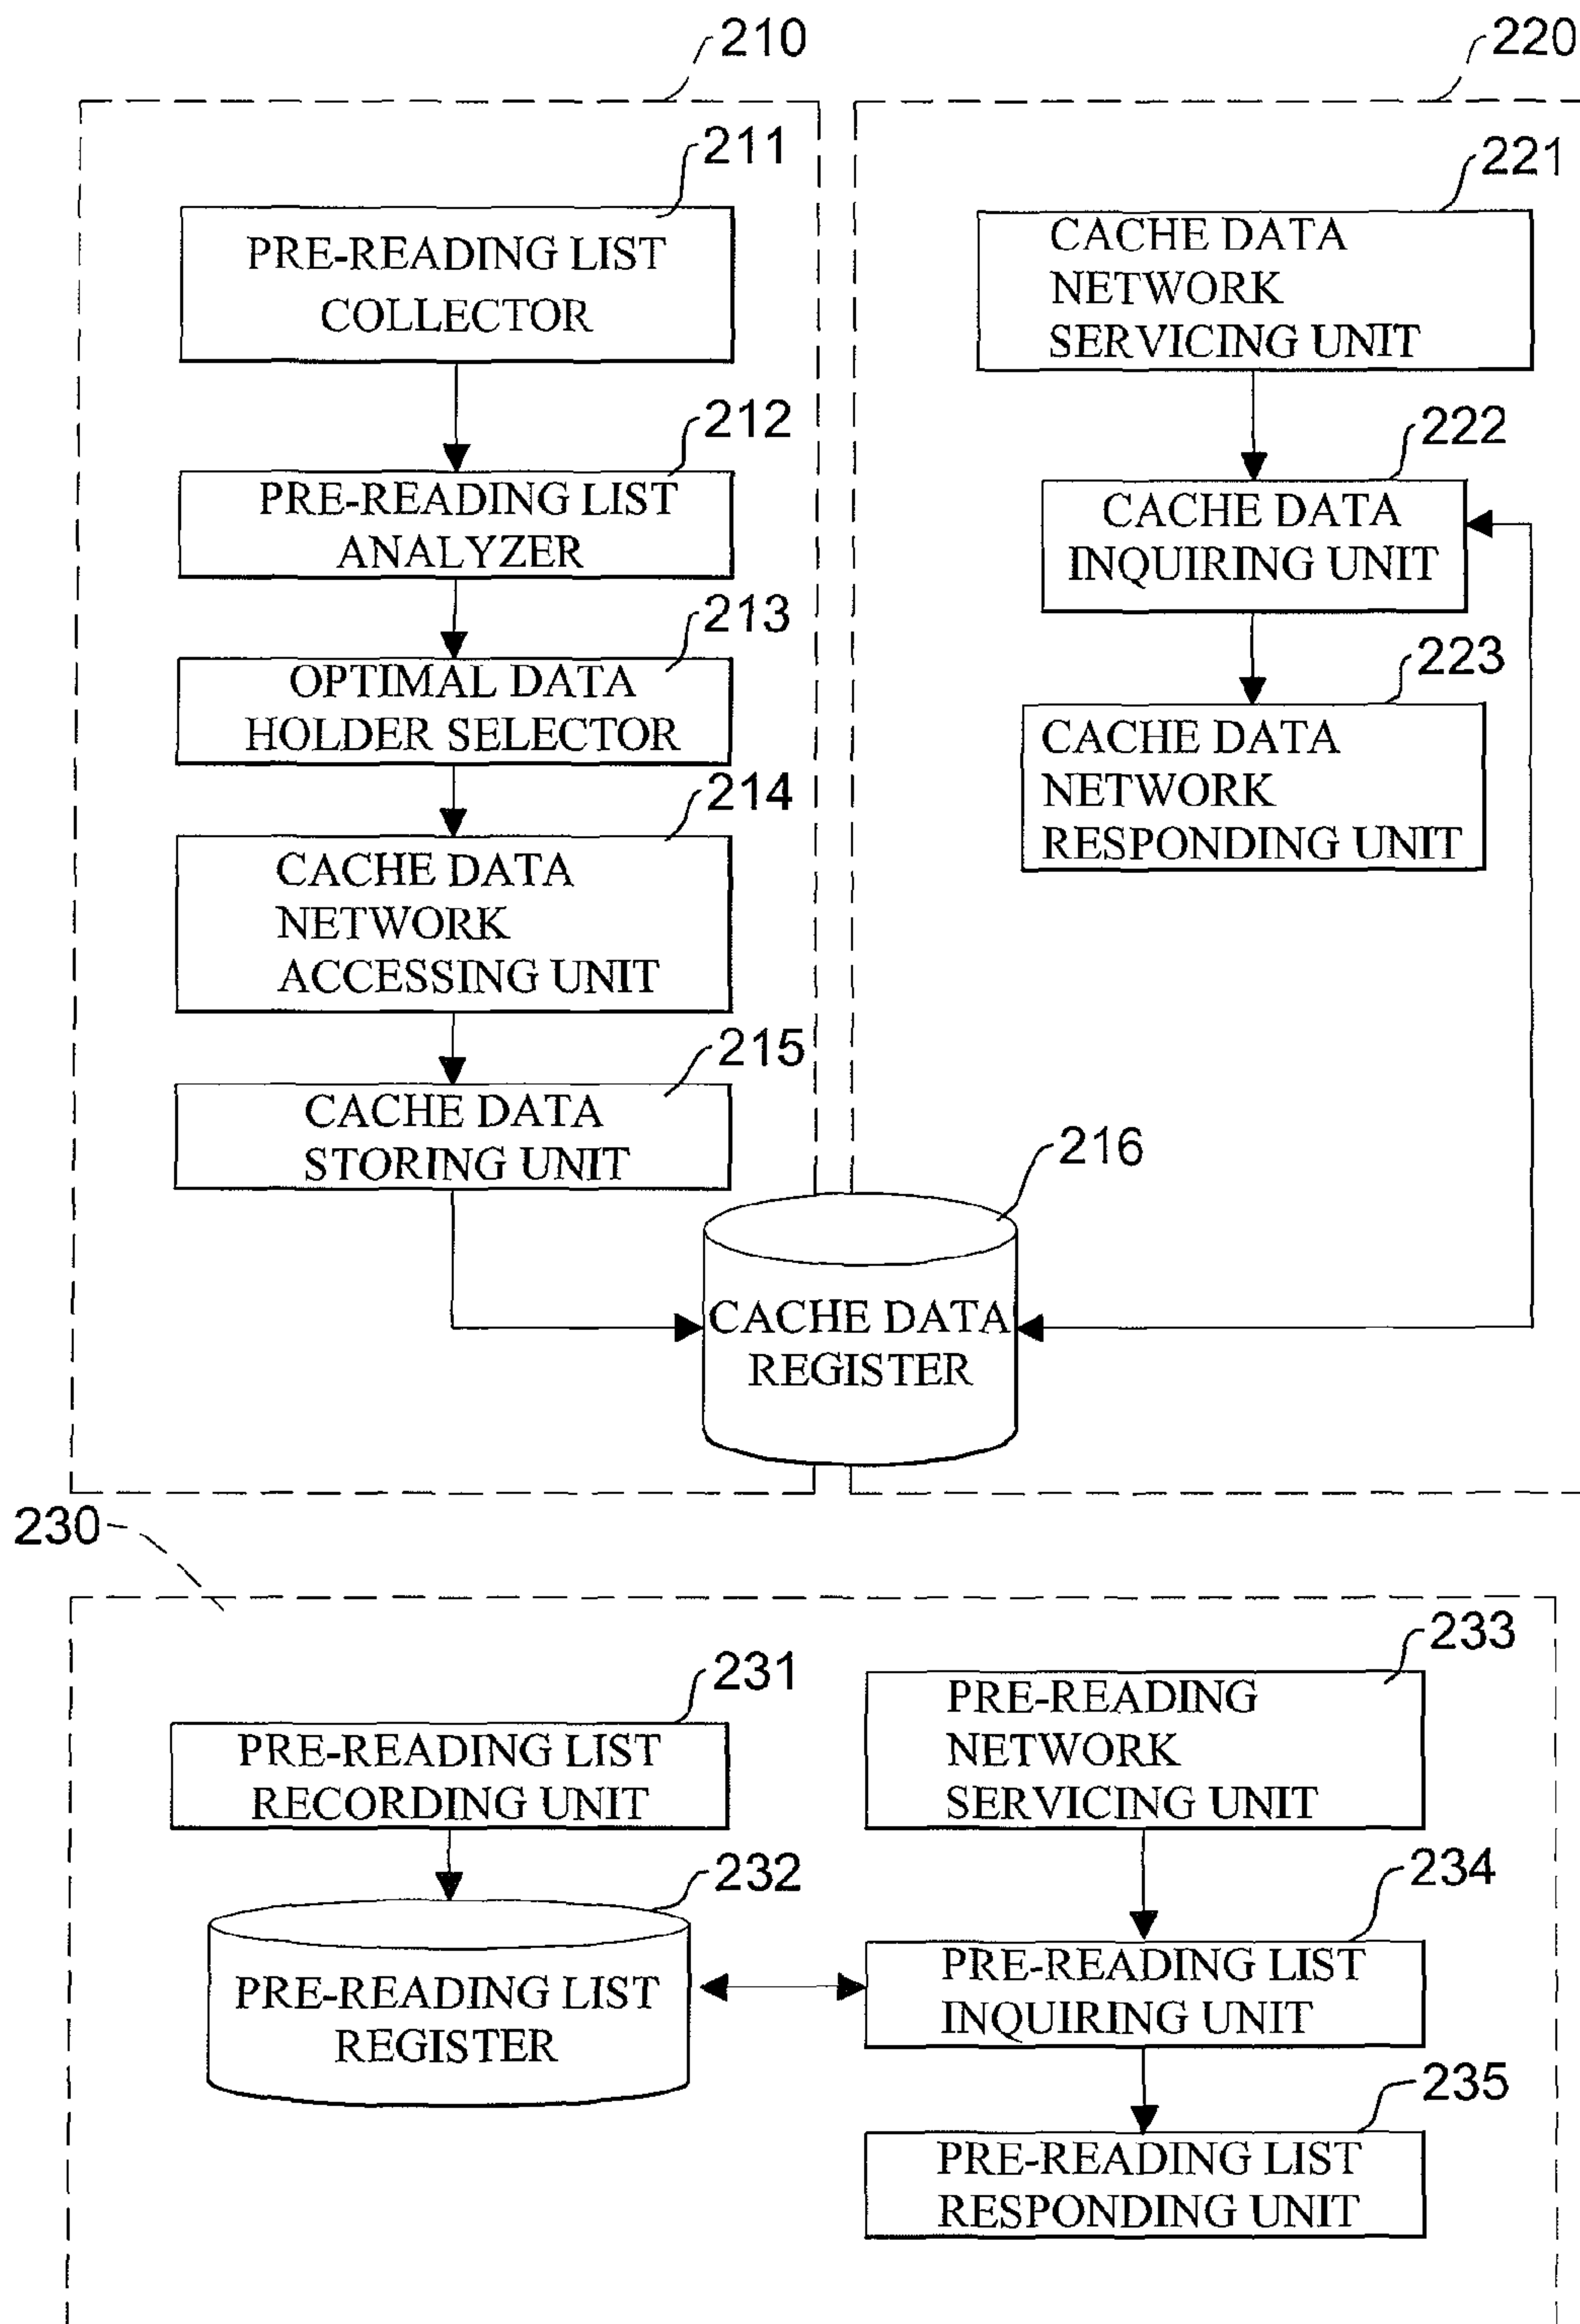 210
220
211
PRE-READING LIST
COLLECTOR
212
PRE-READING LIST
ANALYZER
213
OPTIMAL DATA
HOLDER SELECTOR
214
CACHE DATA
NETWORK
ACCESSING UNIT
215
CACHE DATA
STORING UNIT
221
CACHE DATA
NETWORK
SERVICING UNIT
222
CACHE DATA
INQUIRING UNIT
223
CACHE DATA
NETWORK
RESPONDING UNIT
216
CACHE DATA
REGISTER
230
231
PRE-READING LIST
RECORDING UNIT
232
PRE-READING LIST
REGISTER
233
PRE-READING
NETWORK
SERVICING UNIT
234
PRE-READING LIST
INQUIRING UNIT
235
PRE-READING LIST
RESPONDING UNIT